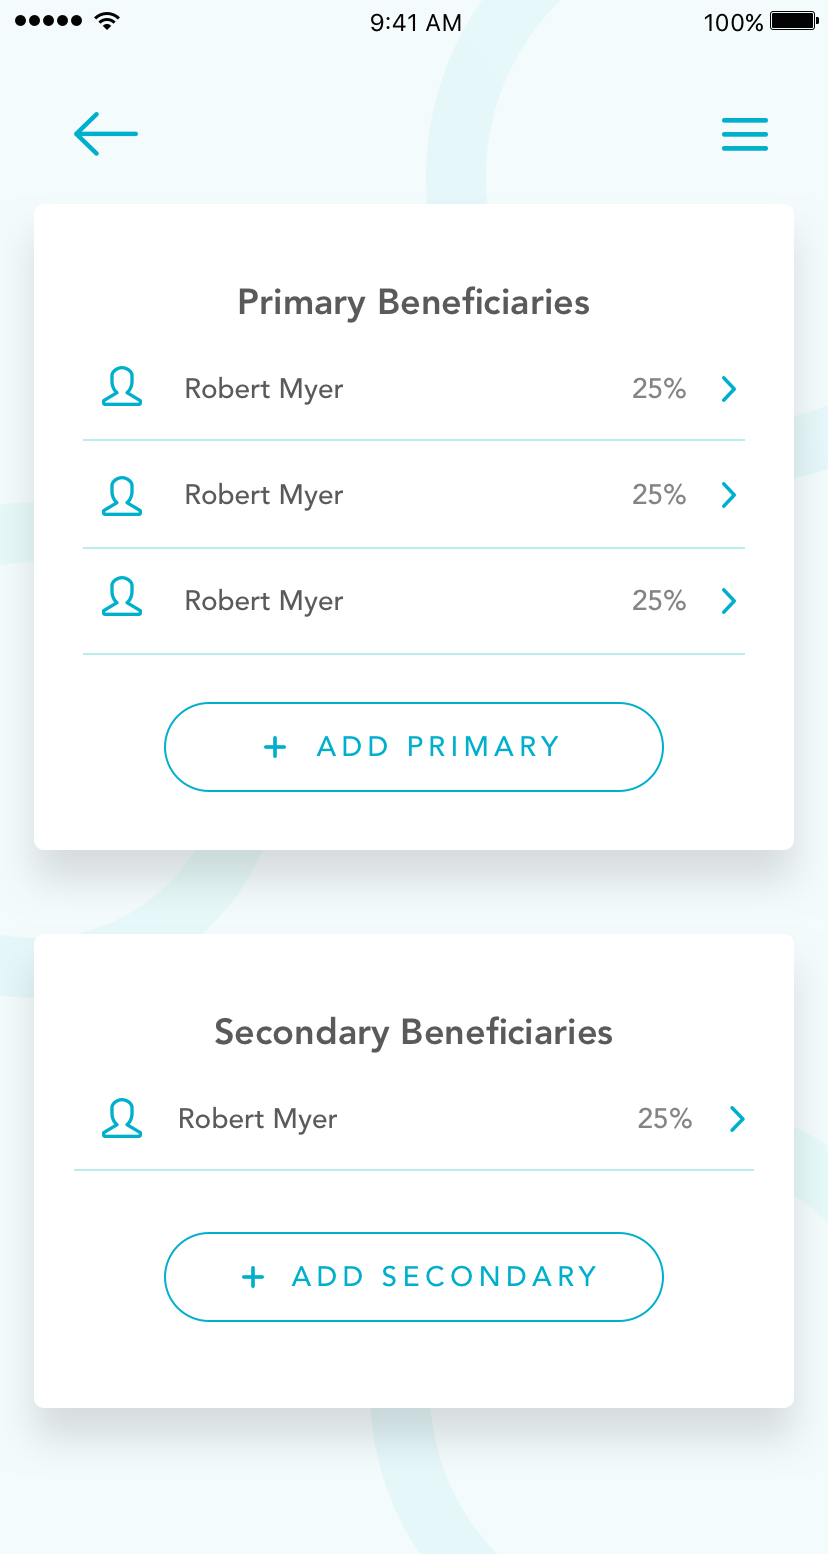 9:41 AM 100%
Primary Beneficiaries
Robert Myer 25%
Robert Myer 25%
Robert Myer 25%
+ ADD PRIMARY
Secondary Beneficiaries
Robert Myer 25%
+ ADD SECONDARY